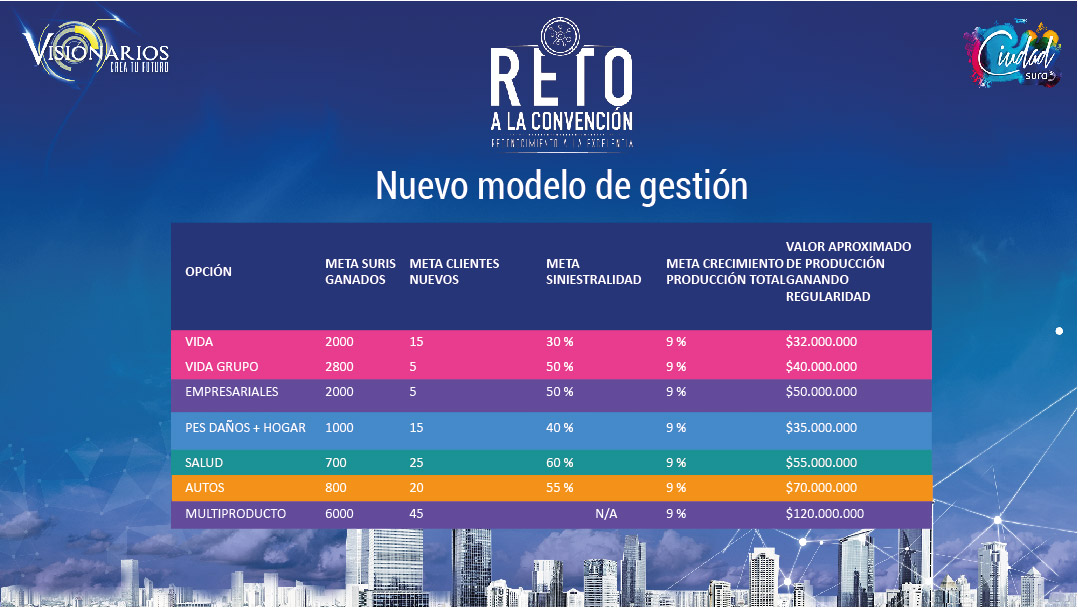 VISIONARIOS
CREA TU FUTURO
RETO
A LA CONVENCIÓN
RECONOCIMIENTO A LA EXCELENCIA
Ciudad
sura
Nuevo modelo de gestión
OPCIÓN META SURIS GANADOS META CLIENTES NUEVOS META SINIESTRALIDAD META CRECIMIENTO PRODUCCIÓN TOTAL VALOR APROXIMADO DE PRODUCCIÓN GANANDO REGULARIDAD
VIDA 2000 15 30 % 9 % $32.000.000
VIDA GRUPO 2800 5 50 % 9 % $40.000.000
EMPRESARIALES 2000 5 50 % 9 % $50.000.000
PES DAÑOS + HOGAR 1000 15 40 % 9 % $35.000.000
SALUD 700 25 60 % 9 % $55.000.000
AUTOS 800 20 55 % 9 % $70.000.000
MULTIPRODUCTO 6000 45 N/A 9 % $120.000.000